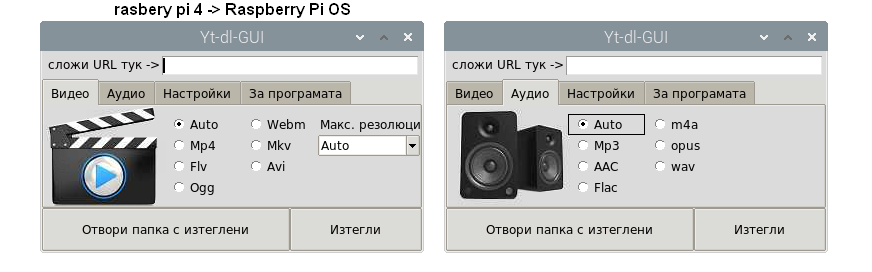 rasbery pi 4 -> Raspberry Pi OS
Yt-dl-GUI
сложи URL тук ->
Видео Аудио Настройки За програмата
Auto Webm Макс. резолюци
Mp4 Mkv Auto
Flv Avi
Ogg
Отвори папка с изтеглени Изтегли
Yt-dl-GUI
сложи URL тук ->
Видео Аудио Настройки За програмата
Auto m4a
Mp3 opus
AAC wav
Flac
Отвори папка с изтеглени Изтегли